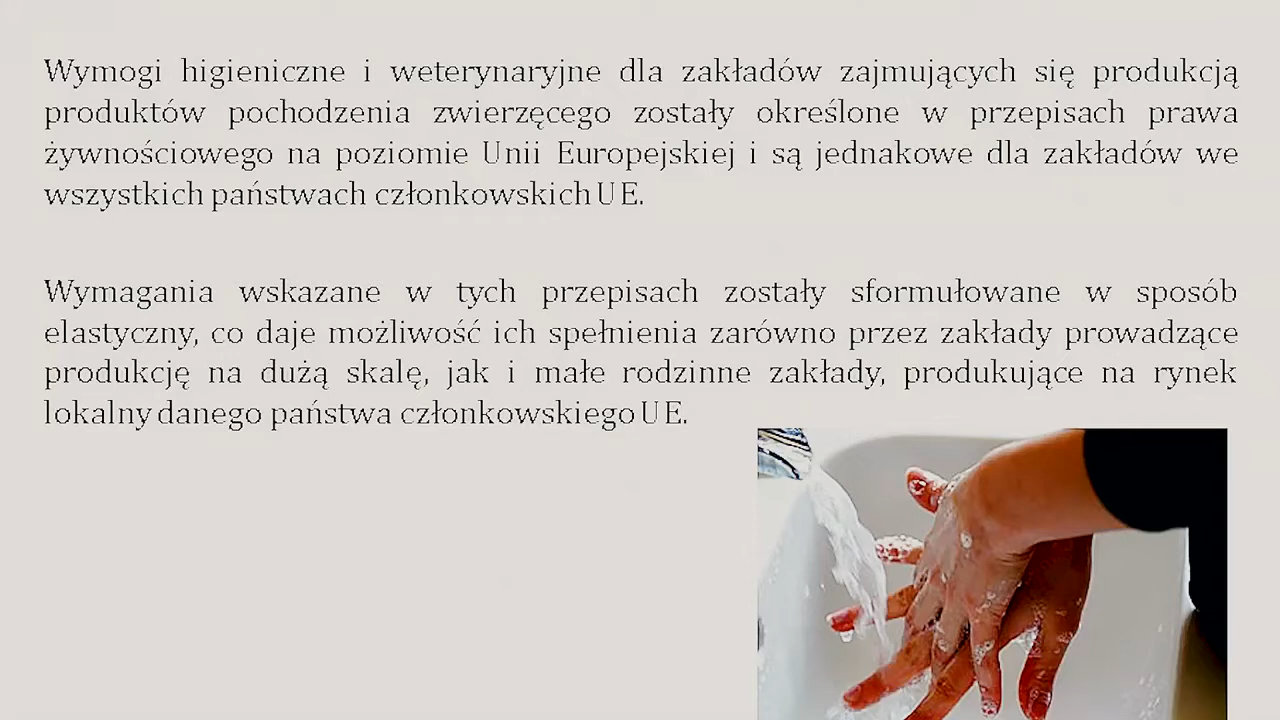 Wymogi higieniczne i weterynaryjne dla zakładów zajmujących się produkcją
produktów pochodzenia zwierzęcego zostały określone w przepisach prawa
żywnościowego na poziomie Unii Europejskiej i są jednakowe dla zakładów we
wszystkich państwach członkowskich UE.
Wymagania wskazane w tych przepisach zostały sformułowane w sposób
elastyczny, co daje możliwość ich spełnienia zarówno przez zakłady prowadzące
produkcję na dużą skalę, jak i małe rodzinne zakłady, produkujące na rynek
lokalny danego państwa członkowskiego UE.